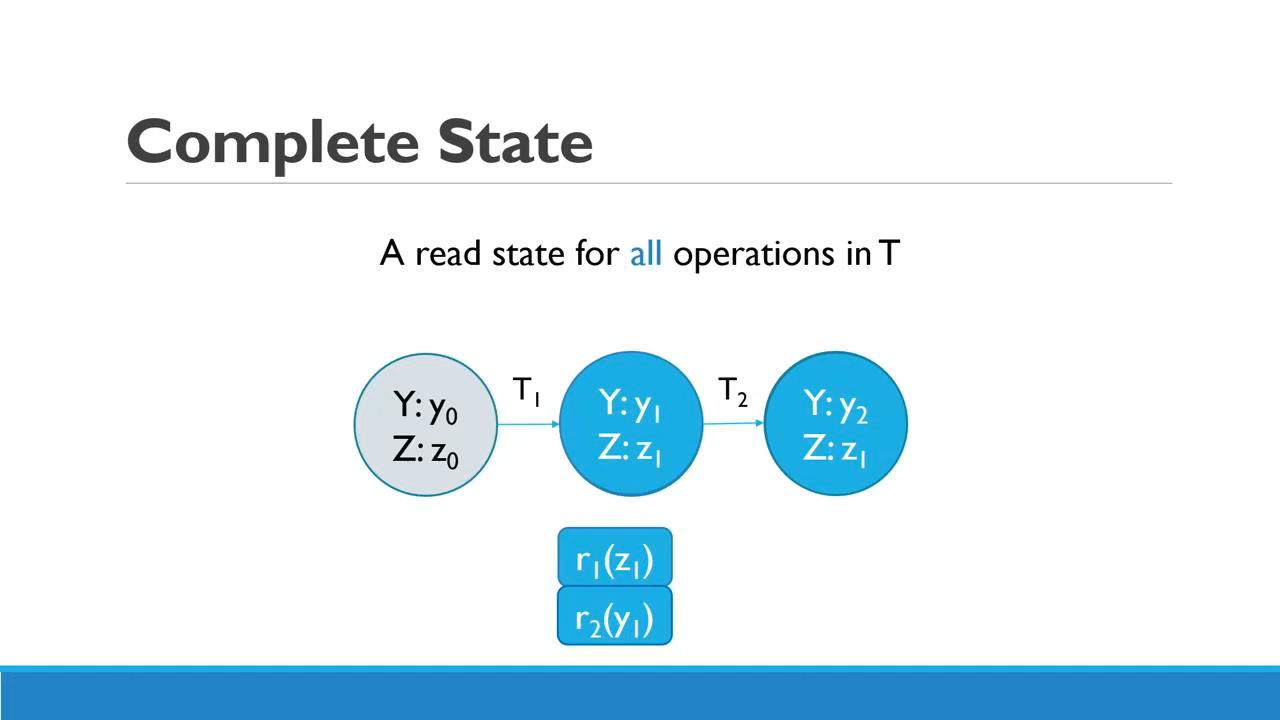 Complete State
A read state for all operations in T
T₁
T₂
Y: y₀
Z: z₀
Y: y₁
Z: z₁
Y: y₂
Z: z₁
r₁(z₁)
r₂(y₁)